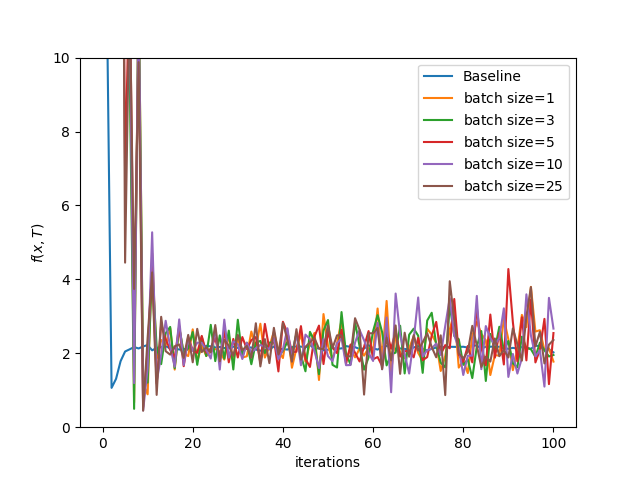 10
8
6
4
2
0
f(x, T)
Baseline
batch size=1
batch size=3
batch size=5
batch size=10
batch size=25
0 20 40 60 80 100
iterations